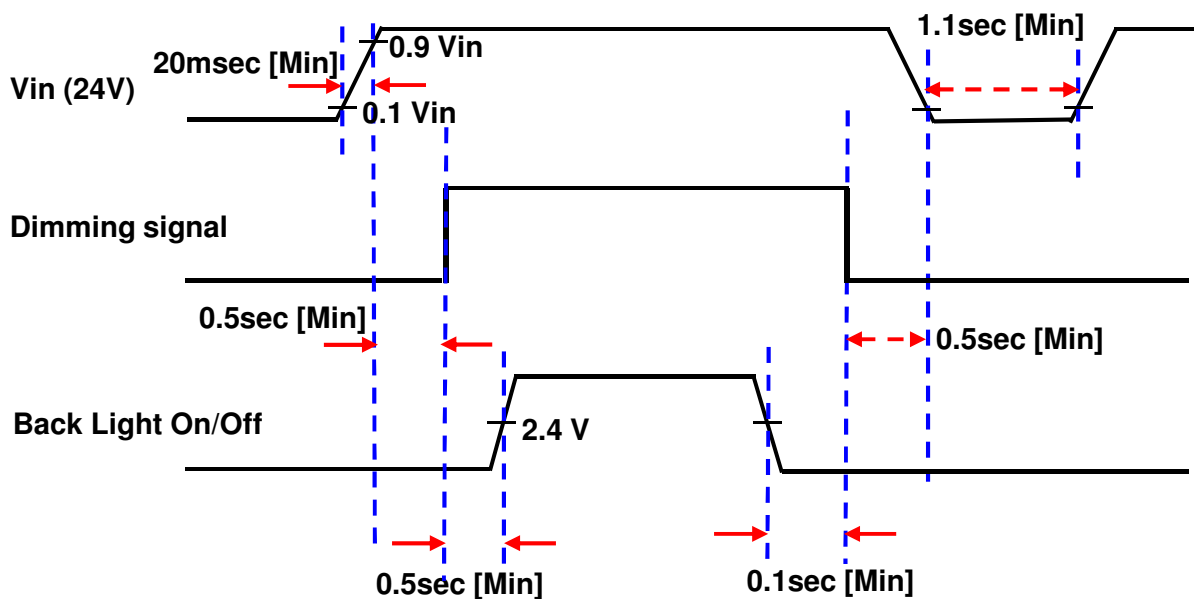 1.1sec [Min]
0.9 Vin
20msec [Min]
Vin (24V)
0.1 Vin
Dimming signal
0.5sec [Min]
0.5sec [Min]
Back Light On/Off
2.4 V
0.5sec [Min]
0.1sec [Min]